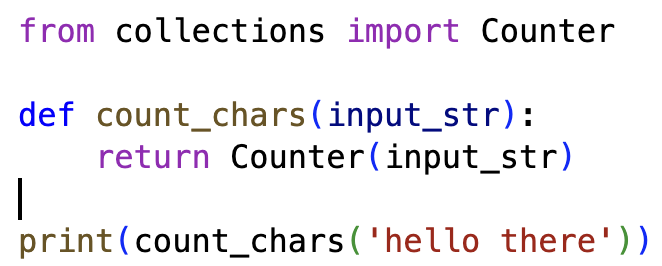 from collections import Counter
def count_chars(input_str):
    return Counter(input_str)
print(count_chars('hello there'))